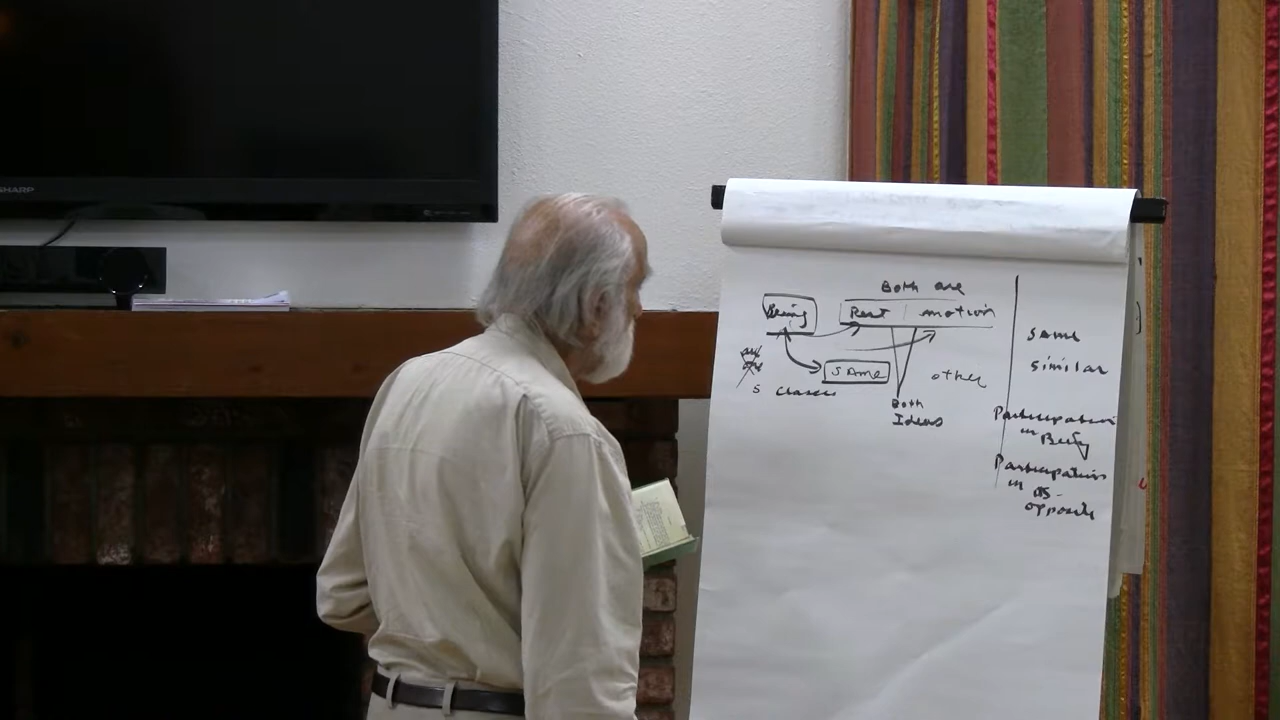 SHARP
Both are
Being Rest motion
SAME other
5 classes
Both
Ideas
SAME
similar
Participation
in Being
Participation
in its
opposite